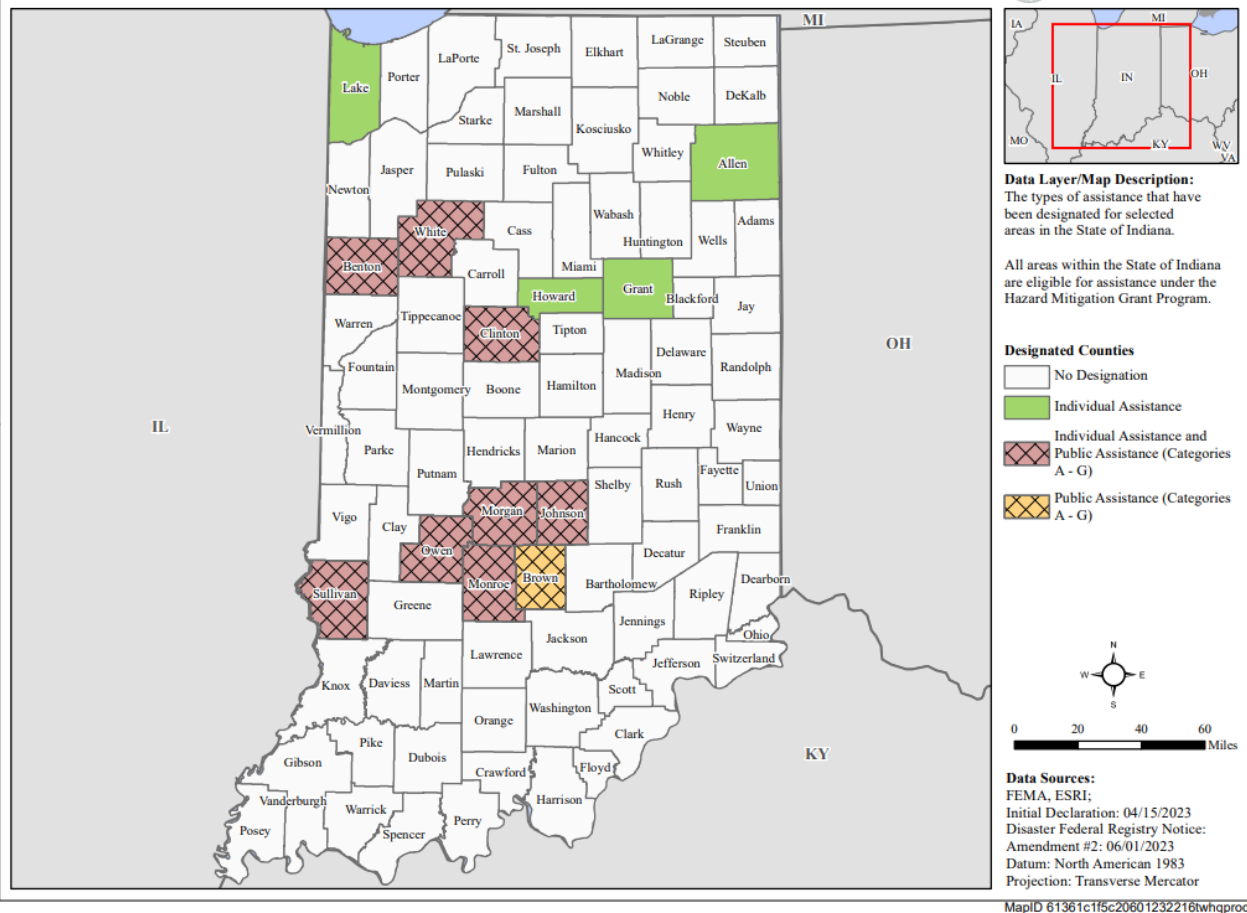 MI
LaGrange
Steuben
St. Joseph
Elkhart
LaPorte
Porter
Lake
Noble
DeKalb
Marshall
Starke
Kosciusko
Whitley
Allen
Jasper
Pulaski
Fulton
Newton
Wabash
Adams
White
Cass
Huntington
Wells
Benton
Miami
Carroll
Grant
Howard
Blackford
Jay
Tippecanoe
Warren
Clinton
Tipton
Delaware
Fountain
Madison
Randolph
Montgomery
Boone
Hamilton
Henry
Wayne
Vermillion
Hancock
Parke
Hendricks
Marion
Putnam
Fayette
Shelby
Rush
Union
Morgan
Johnson
Vigo
Clay
Franklin
Owen
Decatur
Monroe
Brown
Bartholomew
Dearborn
Sullivan
Ripley
Greene
Jennings
Ohio
Jackson
Lawrence
Switzerland
Jefferson
Knox
Daviess
Martin
Scott
Washington
Orange
Clark
Pike
Dubois
Gibson
Crawford
Floyd
Harrison
Vanderburgh
Warrick
Perry
Posey
Spencer
IL
OH
KY
IA
MI
IL
IN
OH
MO
KY
WV
VA
Data Layer/Map Description:
The types of assistance that have
been designated for selected
areas in the State of Indiana.
All areas within the State of Indiana
are eligible for assistance under the
Hazard Mitigation Grant Program.
Designated Counties
No Designation
Individual Assistance
Individual Assistance and
Public Assistance (Categories
A - G)
Public Assistance (Categories
A - G)
N
W
E
S
0 20 40 60
Miles
Data Sources:
FEMA, ESRI;
Initial Declaration: 04/15/2023
Disaster Federal Registry Notice:
Amendment #2: 06/01/2023
Datum: North American 1983
Projection: Transverse Mercator
MapID 61361c1f5c20601232216twhqprod